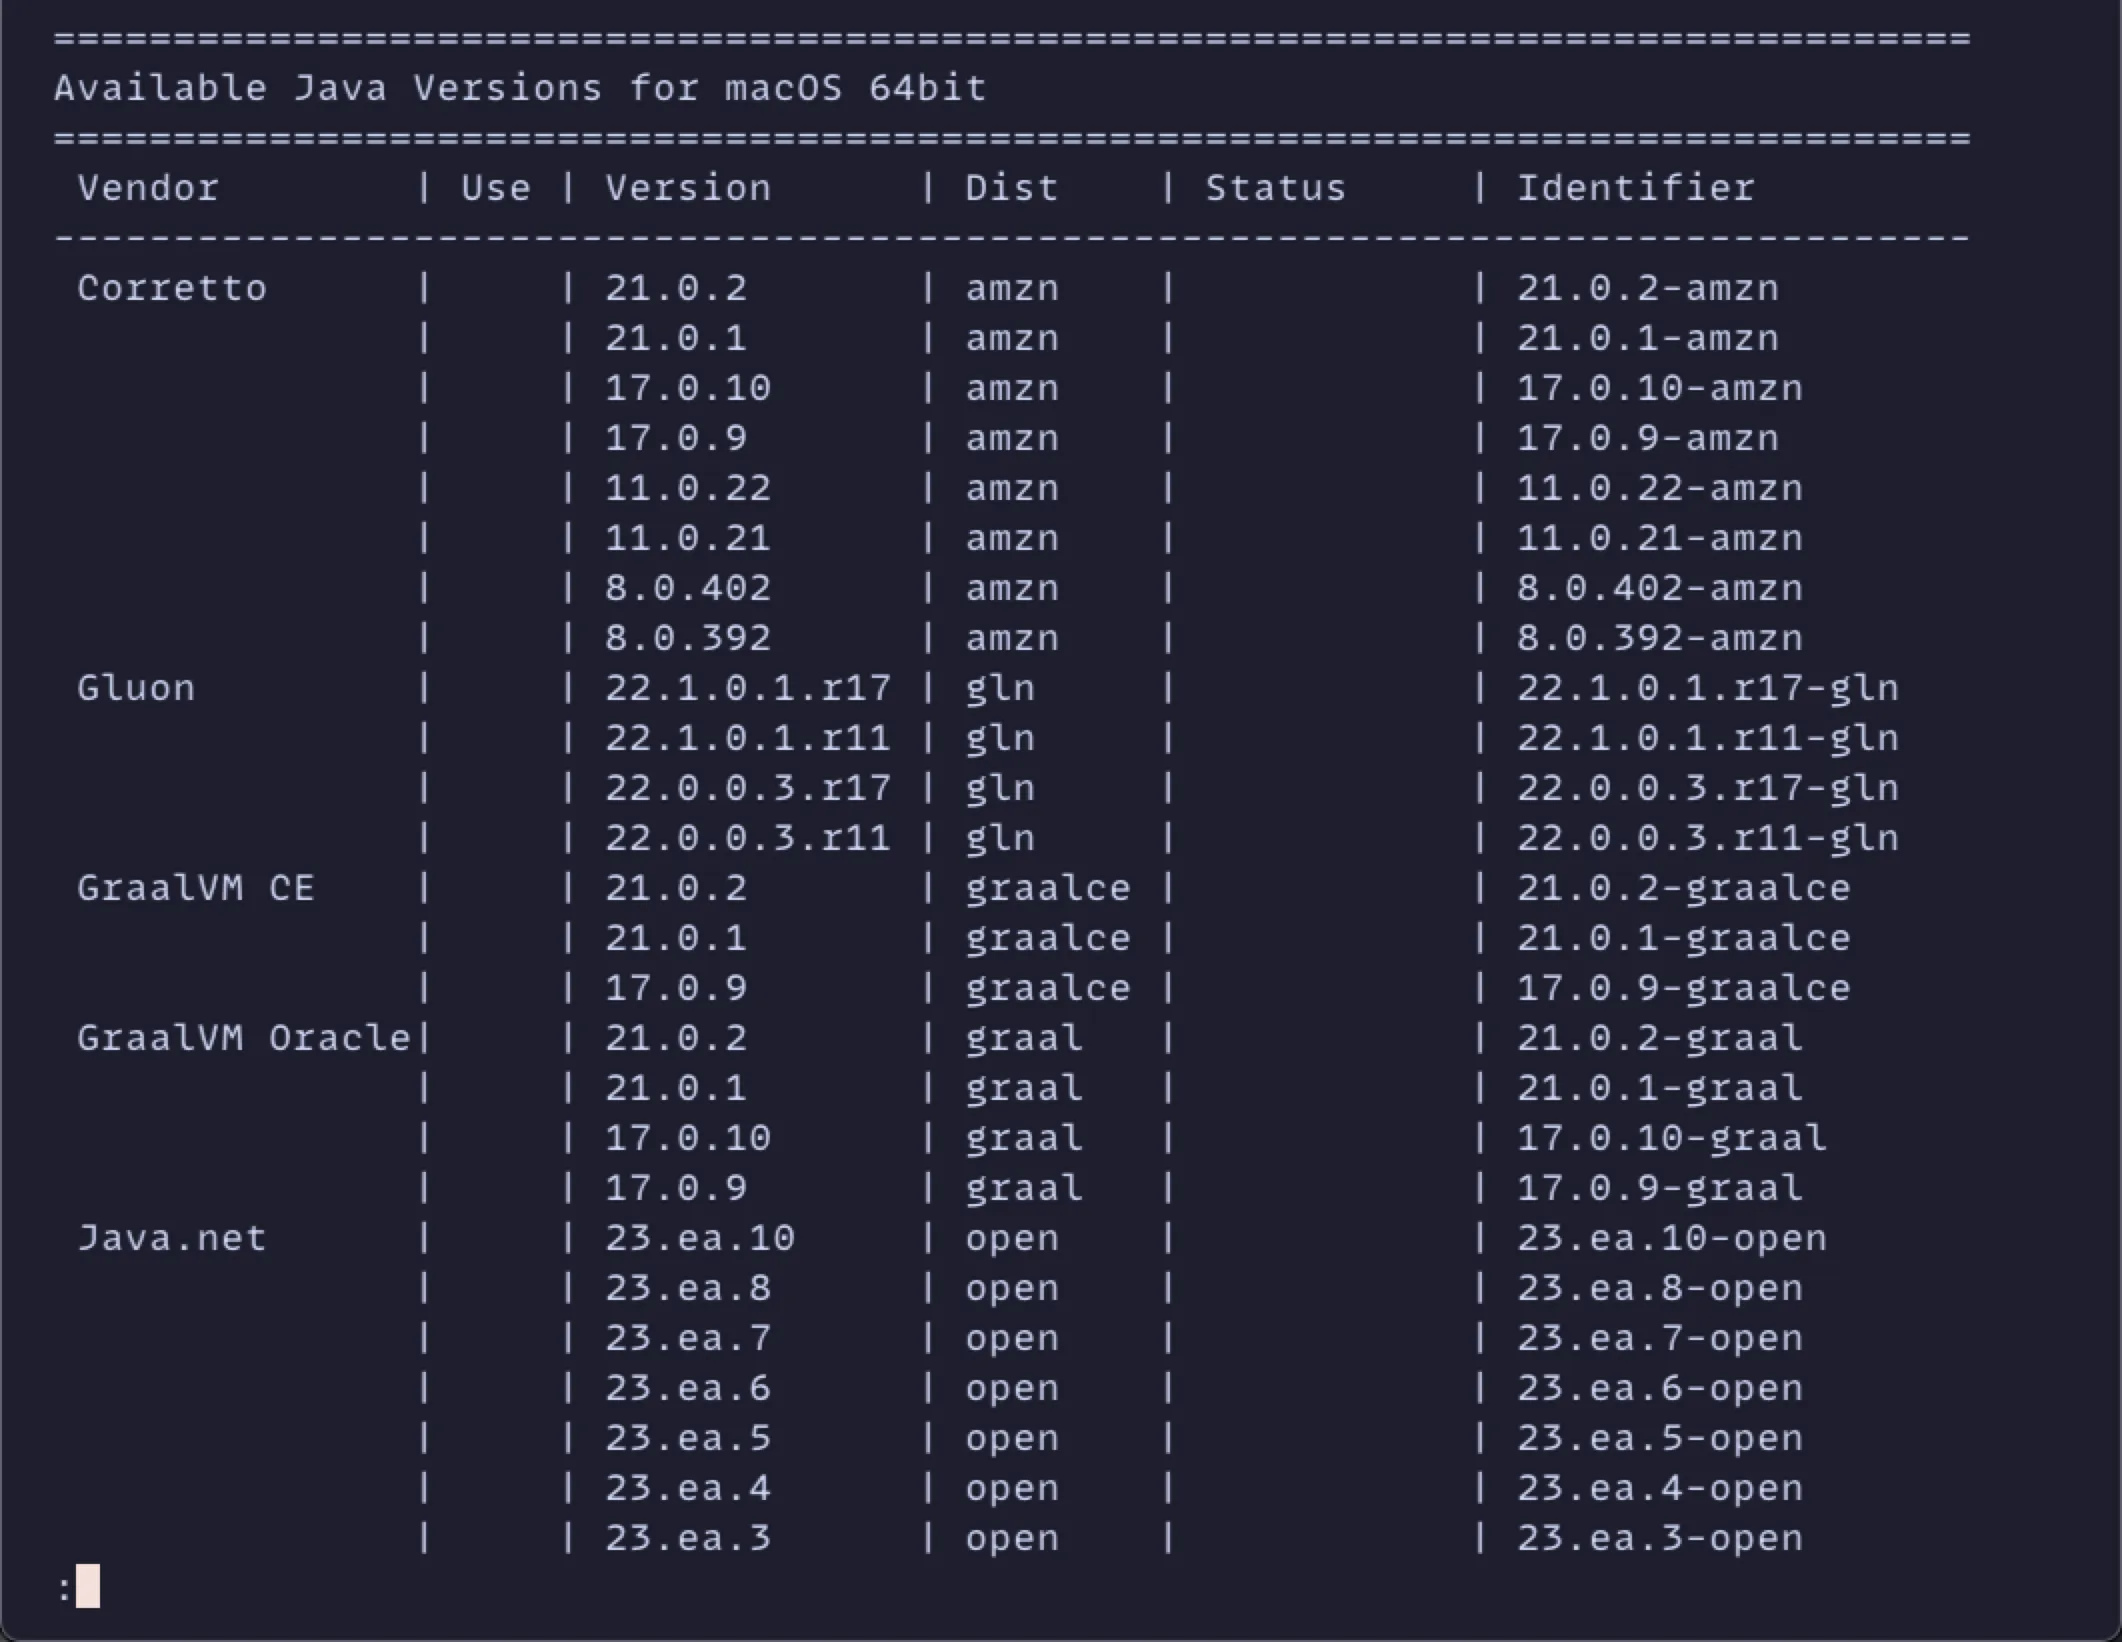 ================================================================================
Available Java Versions for macOS 64bit
================================================================================
 Vendor        | Use | Version      | Dist    | Status     | Identifier
--------------------------------------------------------------------------------
 Corretto      |     | 21.0.2       | amzn    |            | 21.0.2-amzn
               |     | 21.0.1       | amzn    |            | 21.0.1-amzn
               |     | 17.0.10      | amzn    |            | 17.0.10-amzn
               |     | 17.0.9       | amzn    |            | 17.0.9-amzn
               |     | 11.0.22      | amzn    |            | 11.0.22-amzn
               |     | 11.0.21      | amzn    |            | 11.0.21-amzn
               |     | 8.0.402      | amzn    |            | 8.0.402-amzn
               |     | 8.0.392      | amzn    |            | 8.0.392-amzn
 Gluon         |     | 22.1.0.1.r17 | gln     |            | 22.1.0.1.r17-gln
               |     | 22.1.0.1.r11 | gln     |            | 22.1.0.1.r11-gln
               |     | 22.0.0.3.r17 | gln     |            | 22.0.0.3.r17-gln
               |     | 22.0.0.3.r11 | gln     |            | 22.0.0.3.r11-gln
 GraalVM CE    |     | 21.0.2       | graalce |            | 21.0.2-graalce
               |     | 21.0.1       | graalce |            | 21.0.1-graalce
               |     | 17.0.9       | graalce |            | 17.0.9-graalce
 GraalVM Oracle|     | 21.0.2       | graal   |            | 21.0.2-graal
               |     | 21.0.1       | graal   |            | 21.0.1-graal
               |     | 17.0.10      | graal   |            | 17.0.10-graal
               |     | 17.0.9       | graal   |            | 17.0.9-graal
 Java.net      |     | 23.ea.10     | open    |            | 23.ea.10-open
               |     | 23.ea.8      | open    |            | 23.ea.8-open
               |     | 23.ea.7      | open    |            | 23.ea.7-open
               |     | 23.ea.6      | open    |            | 23.ea.6-open
               |     | 23.ea.5      | open    |            | 23.ea.5-open
               |     | 23.ea.4      | open    |            | 23.ea.4-open
               |     | 23.ea.3      | open    |            | 23.ea.3-open
: